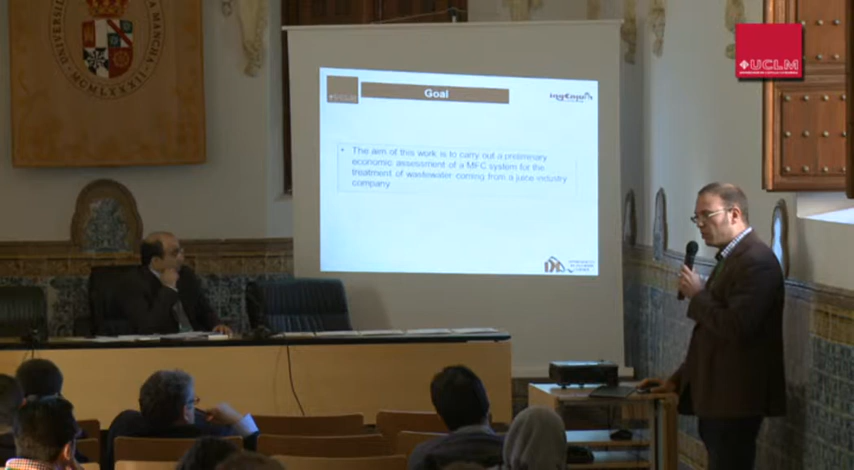 UCLM
Goal
• The aim of this work is to carry out a preliminary
economic assessment of a MFC system for the
treatment of wastewater coming from a juice industry
company
UCLM